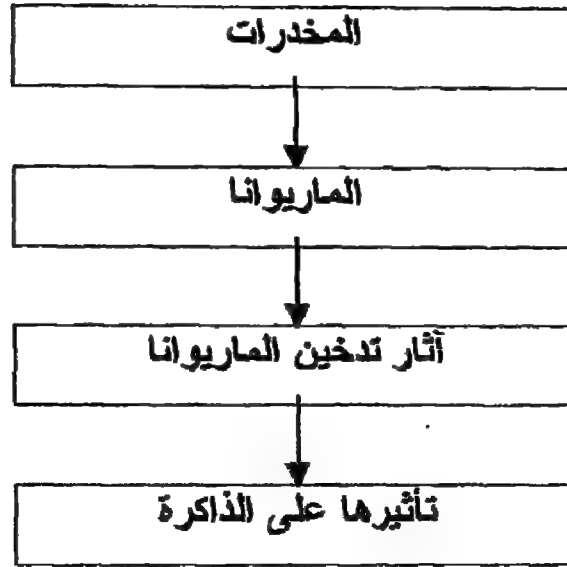 المخدرات
الماريوانا
آثار تدخين الماريوانا
تأثيرها على الذاكرة